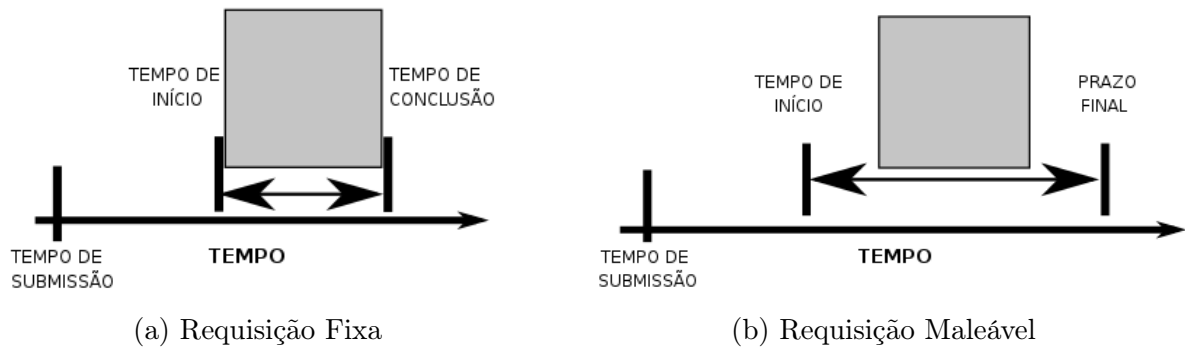 TEMPO DE
INÍCIO
TEMPO DE
CONCLUSÃO
TEMPO DE
SUBMISSÃO
TEMPO
(a) Requisição Fixa
TEMPO DE
INÍCIO
PRAZO
FINAL
TEMPO DE
SUBMISSÃO
TEMPO
(b) Requisição Maleável